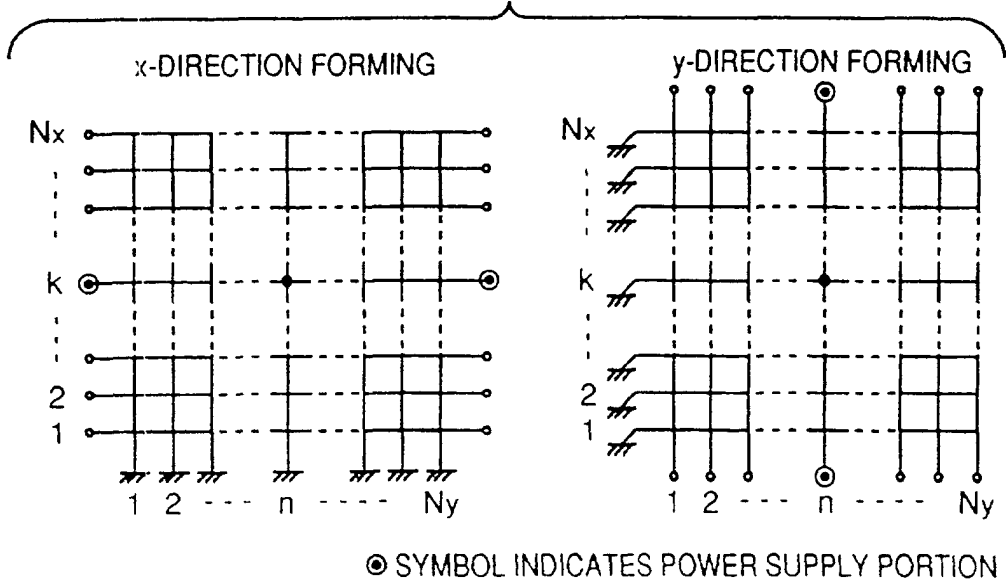 x-DIRECTION FORMING
y-DIRECTION FORMING
Nx
k
2
1
1 2 n Ny
Nx
k
2
1
1 2 n Ny
◉ SYMBOL INDICATES POWER SUPPLY PORTION